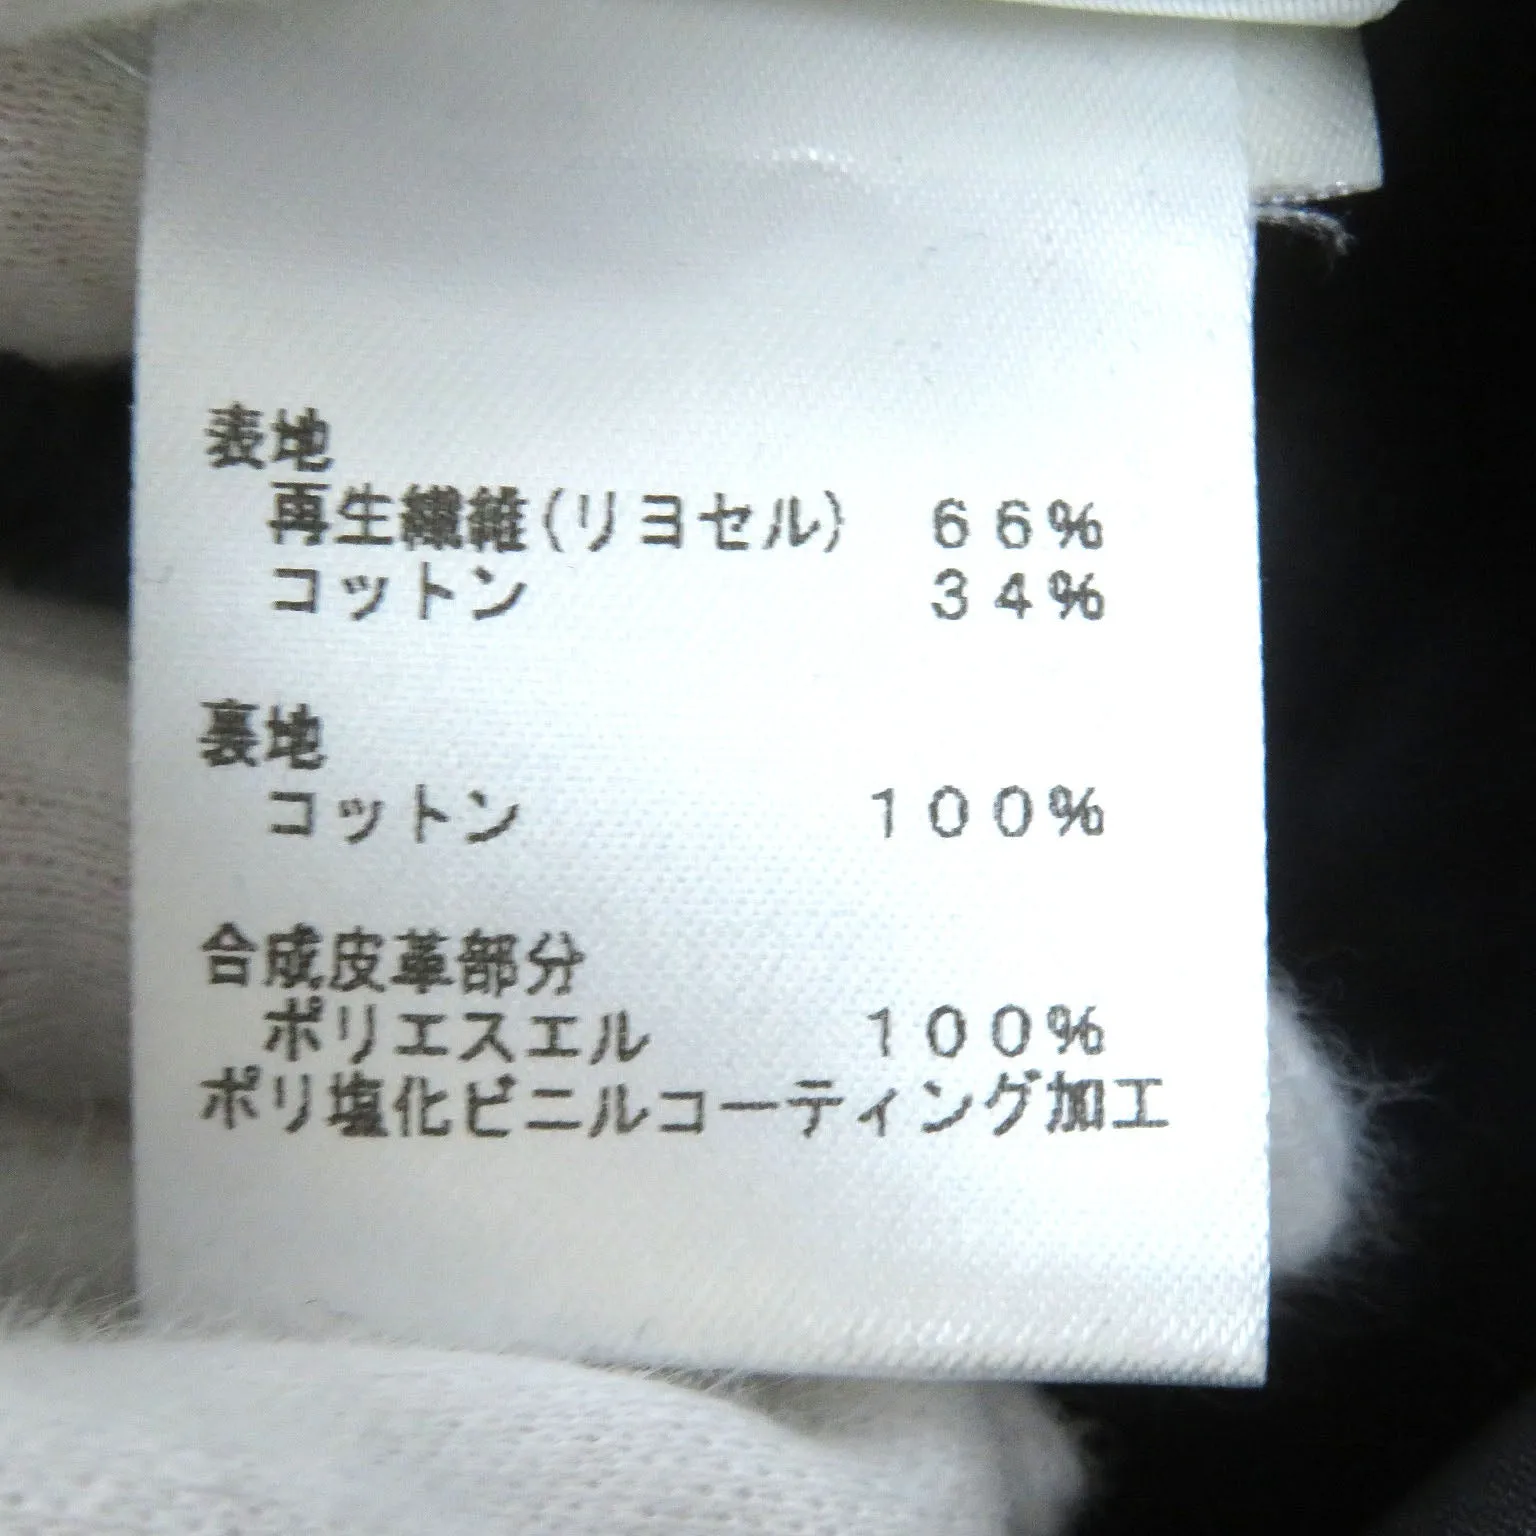 表地
再生繊維(リヨセル) 66%
コットン 34%
裏地
コットン 100%
合成皮革部分
ポリエステル 100%
ポリ塩化ビニルコーティング加工